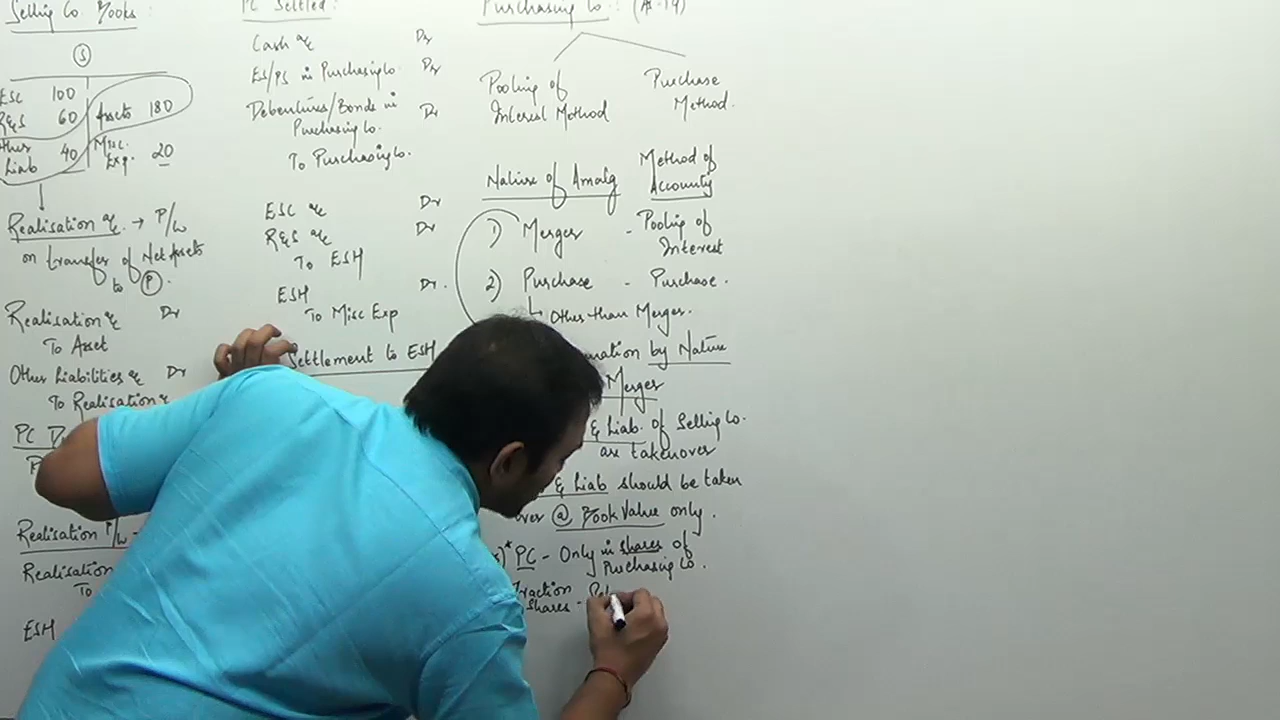 Selling Co. Books:
S
ESC 100
R&S 60
Assets 180
Other Liab 40
Misc. Exp. 20
Realisation a/c → P/L
on transfer of Net Assets
to P.
Realisation a/c Dr
To Asset
Other Liabilities a/c Dr
To Realisation a/c
PC
Realisation P/L
Realisation
To
ESH
PC Settled:
Cash a/c Dr
ES/PS in Purchasing Co. Dr
Debentures/Bonds in Dr
Purchasing Co.
To Purchasing Co.
ESC a/c Dr
R&S a/c Dr
To ESH
ESH Dr.
To Misc Exp
Settlement to ESH
Purchasing Co.: (AS-14)
Pooling of
Interest Method
Purchase
Method.
Nature of Amalg
Method of
Accounty
1) Merger - Pooling of
Interest
2) Purchase - Purchase.
Other than Merger.
by Nature
Merger
& Liab. of Selling Co.
are takeover
& Liab should be taken
over @ Book Value only.
* PC - Only in shares of
Purchasing Co.
Fraction
shares -